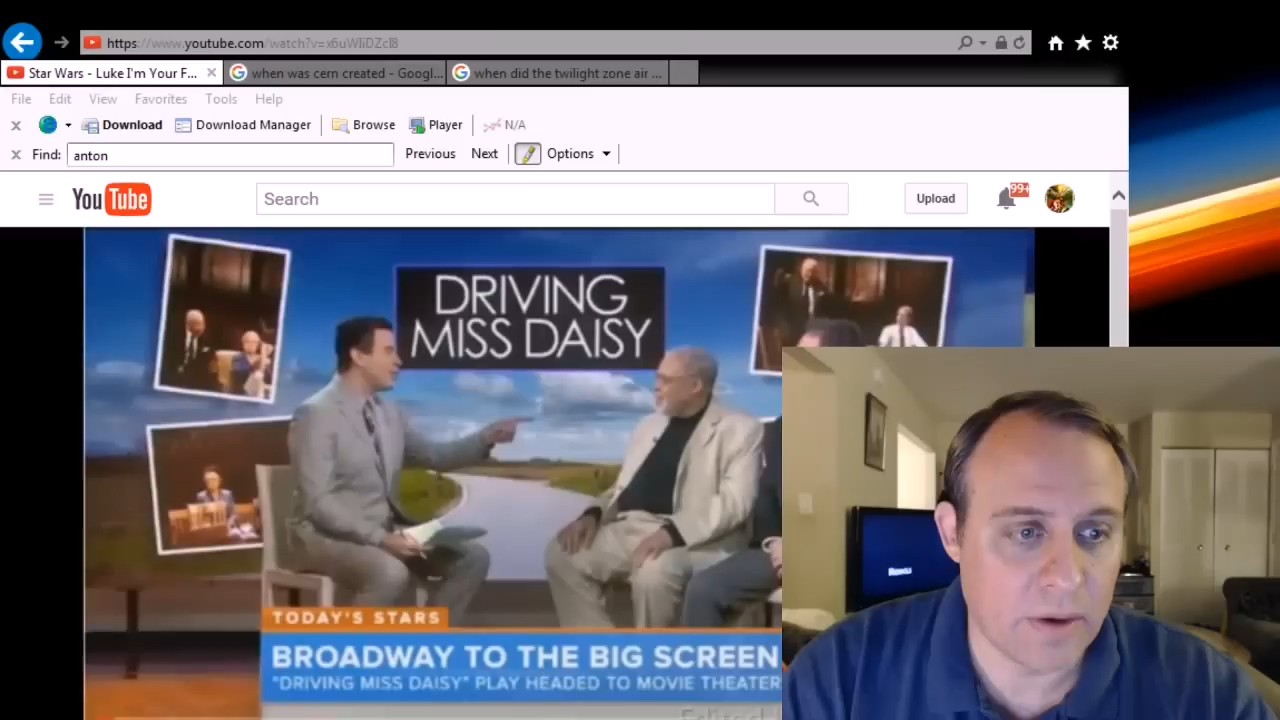 https://www.youtube.com/watch?v=x6uWliDZcl8
Star Wars - Luke I'm Your F...
when was cern created - Googl...
when did the twilight zone air ...
File Edit View Favorites Tools Help
Download Download Manager Browse Player N/A
Find: anton Previous Next Options
YouTube Search Upload 99+
DRIVING
MISS DAISY
TODAY'S STARS
BROADWAY TO THE BIG SCREEN
"DRIVING MISS DAISY" PLAY HEADED TO MOVIE THEATER